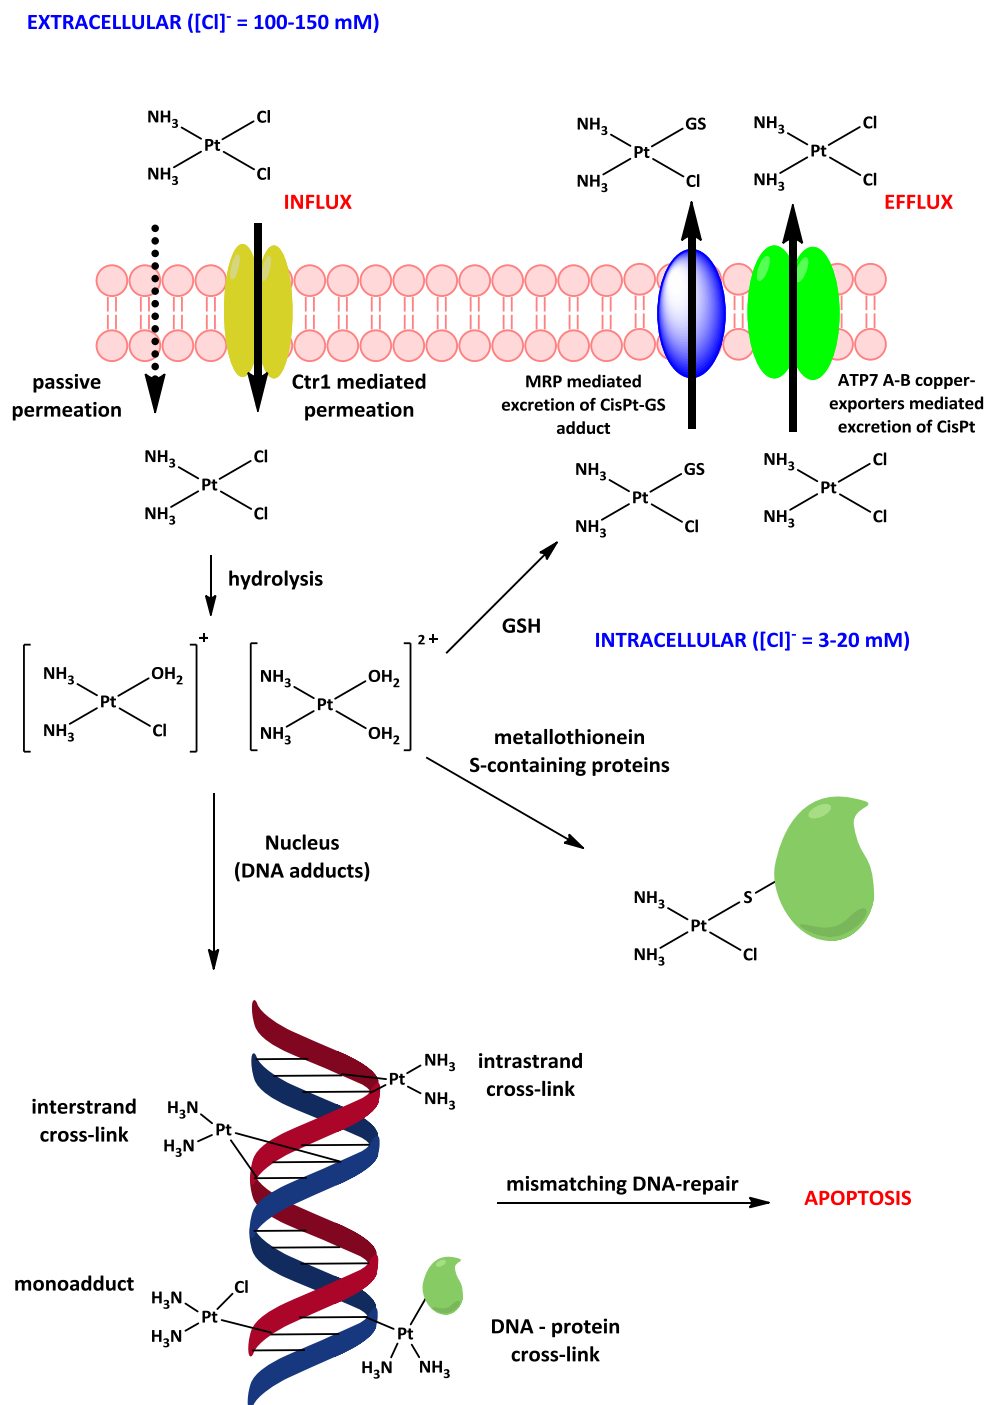 EXTRACELLULAR ([Cl]⁻ = 100-150 mM)
NH₃ Cl
Pt
NH₃ Cl
NH₃ GS
Pt
NH₃ Cl
NH₃ Cl
Pt
NH₃ Cl
INFLUX
EFFLUX
passive
permeation
Ctr1 mediated
permeation
MRP mediated
excretion of CisPt-GS
adduct
ATP7 A-B copper-
exporters mediated
excretion of CisPt
NH₃ Cl
Pt
NH₃ Cl
NH₃ GS
Pt
NH₃ Cl
NH₃ Cl
Pt
NH₃ Cl
hydrolysis
GSH
INTRACELLULAR ([Cl]⁻ = 3-20 mM)
+
NH₃ OH₂
Pt
NH₃ Cl
2+
NH₃ OH₂
Pt
NH₃ OH₂
metallothionein
S-containing proteins
Nucleus
(DNA adducts)
NH₃ S
Pt
NH₃ Cl
intrastrand
cross-link
NH₃
Pt
NH₃
interstrand
cross-link
H₃N
Pt
H₃N
mismatching DNA-repair
APOPTOSIS
monoadduct
Cl
H₃N
Pt
H₃N
DNA - protein
cross-link
Pt
H₃N NH₃